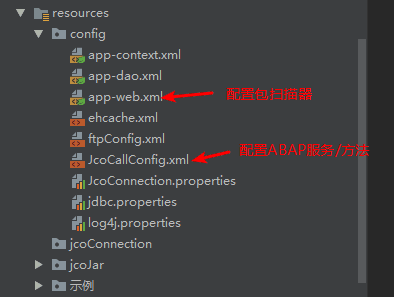 resources
config
app-context.xml
app-dao.xml
app-web.xml 配置包扫描器
ehcache.xml
ftpConfig.xml
配置ABAP服务/方法
JcoCallConfig.xml
JcoConnection.properties
jdbc.properties
log4j.properties
jcoConnection
jcoJar
示例